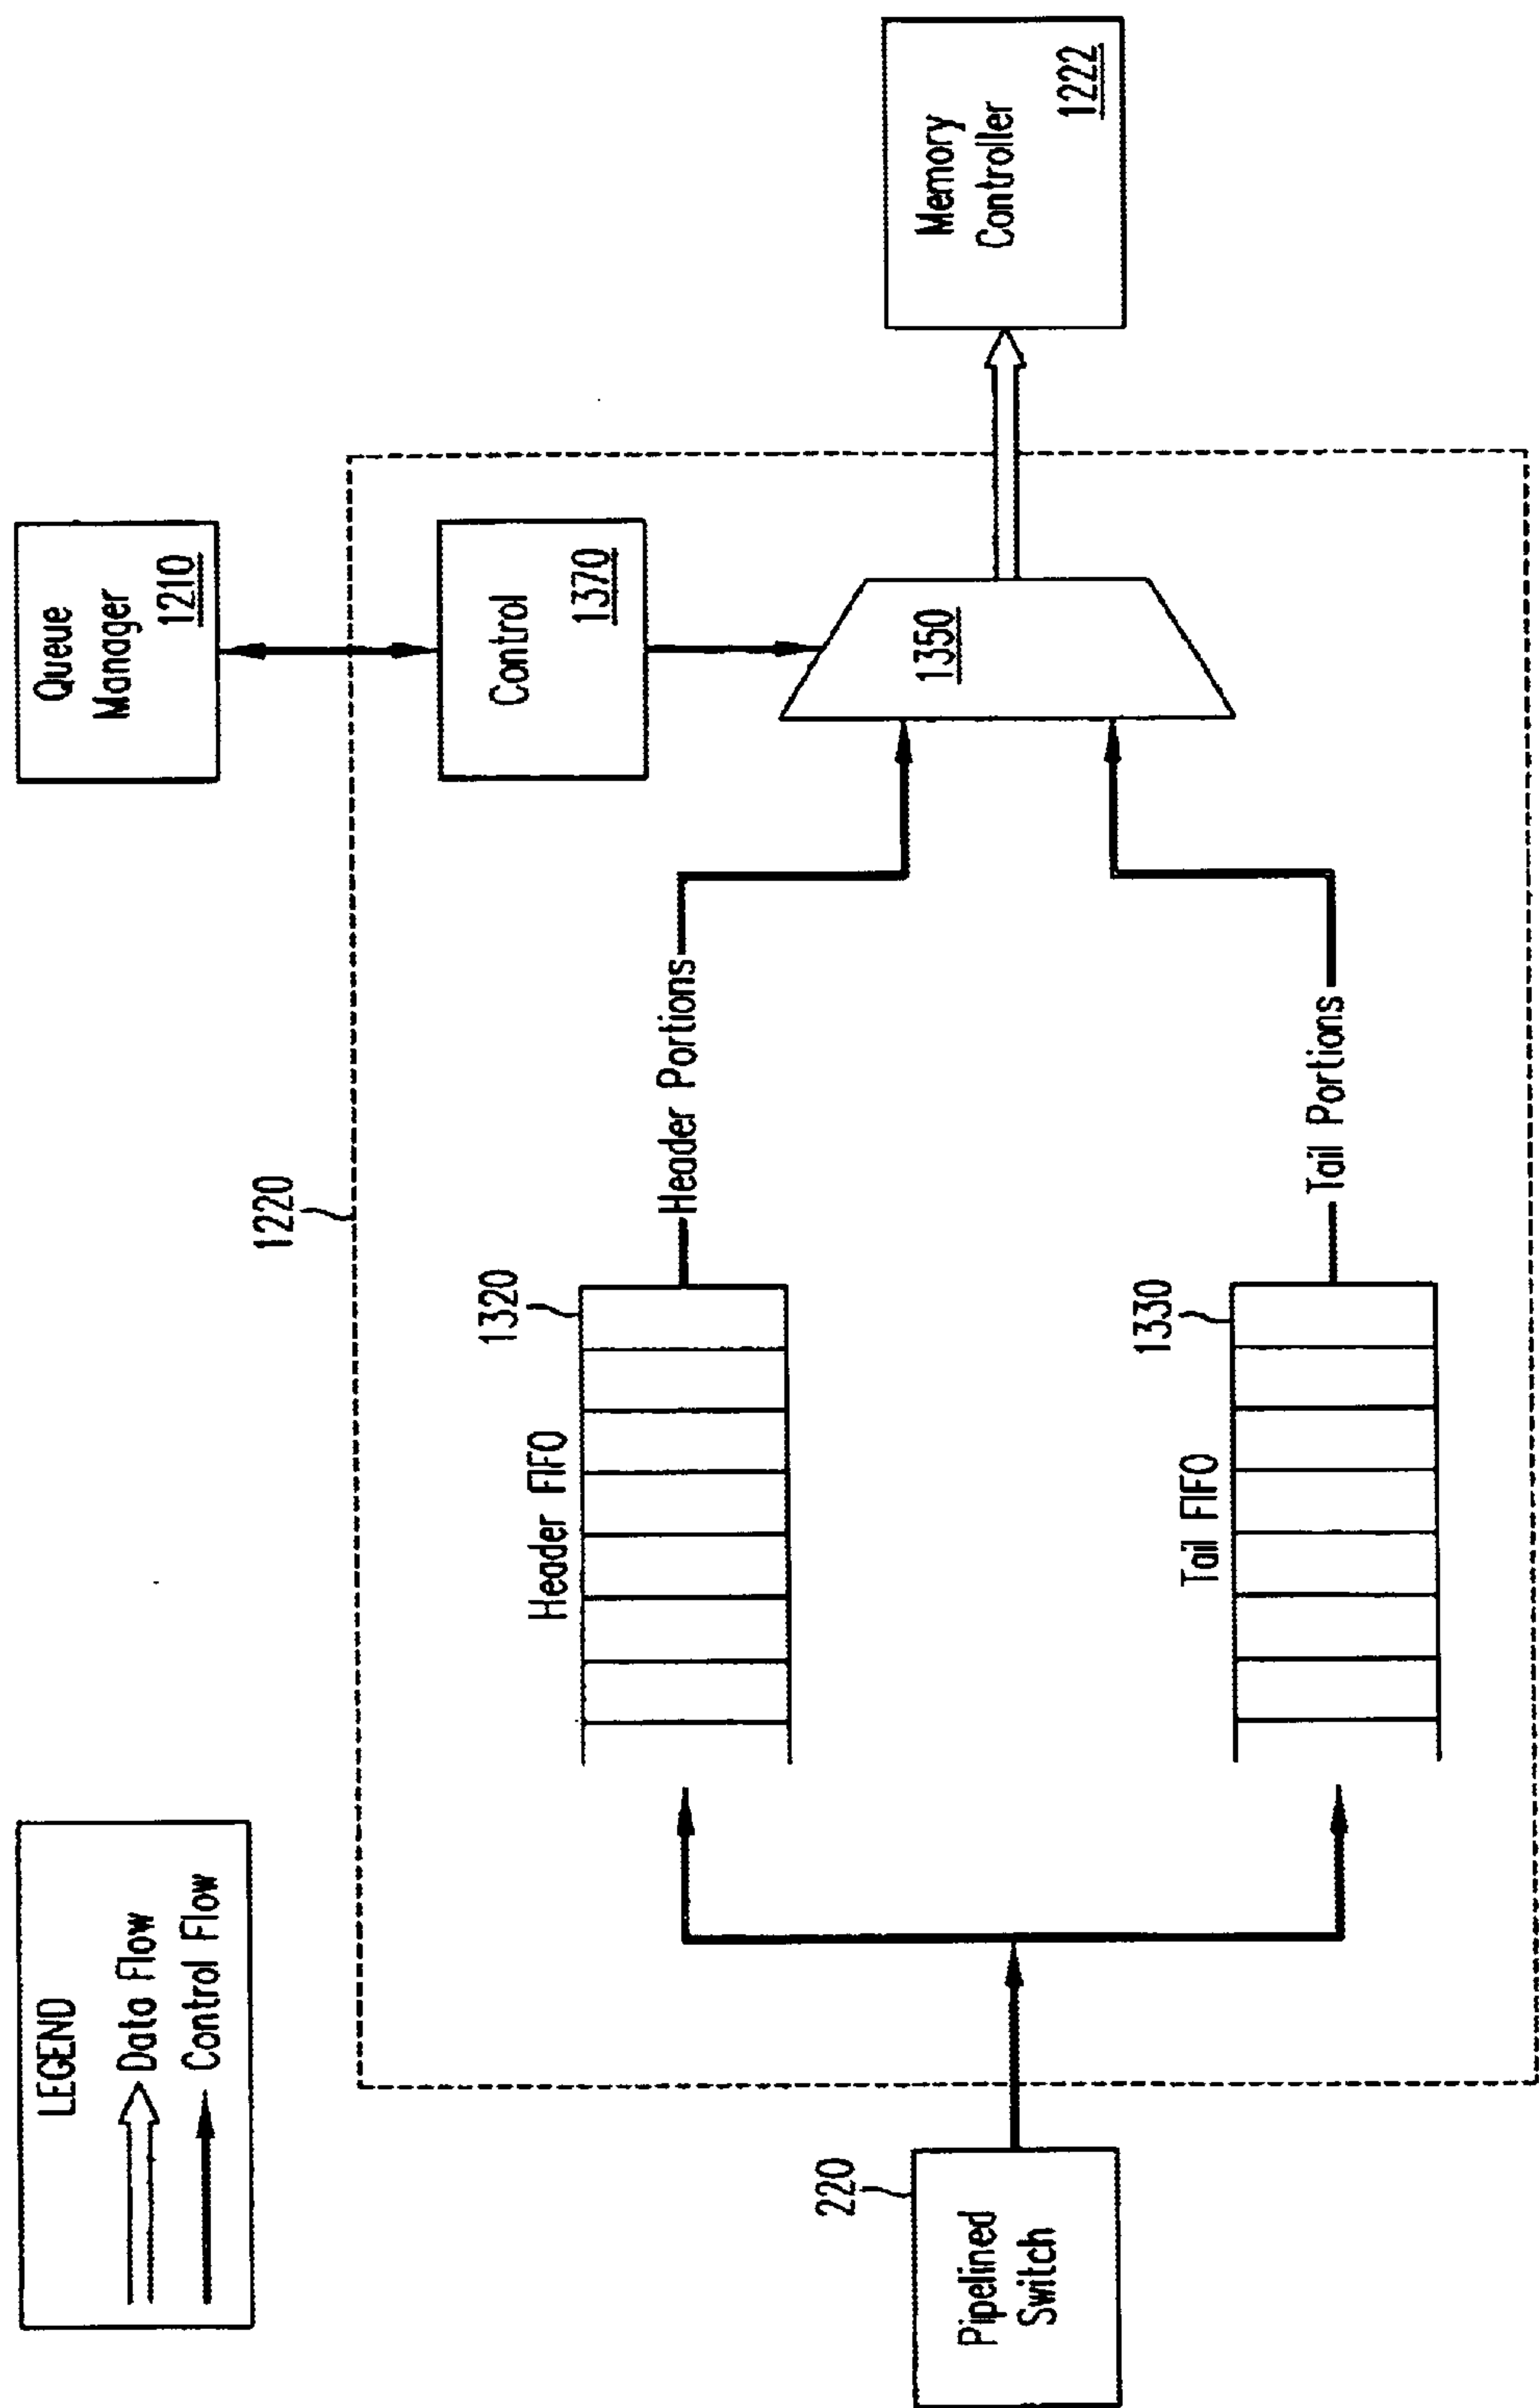 LEGEND
Data Flow
Control Flow
Queue
Manager
1210
1220
Control
1370
Header FIFO
1320
Header Portions
220
Pipelined
Switch
1350
Memory
Controller
1222
Tail FIFO
1330
Tail Portions